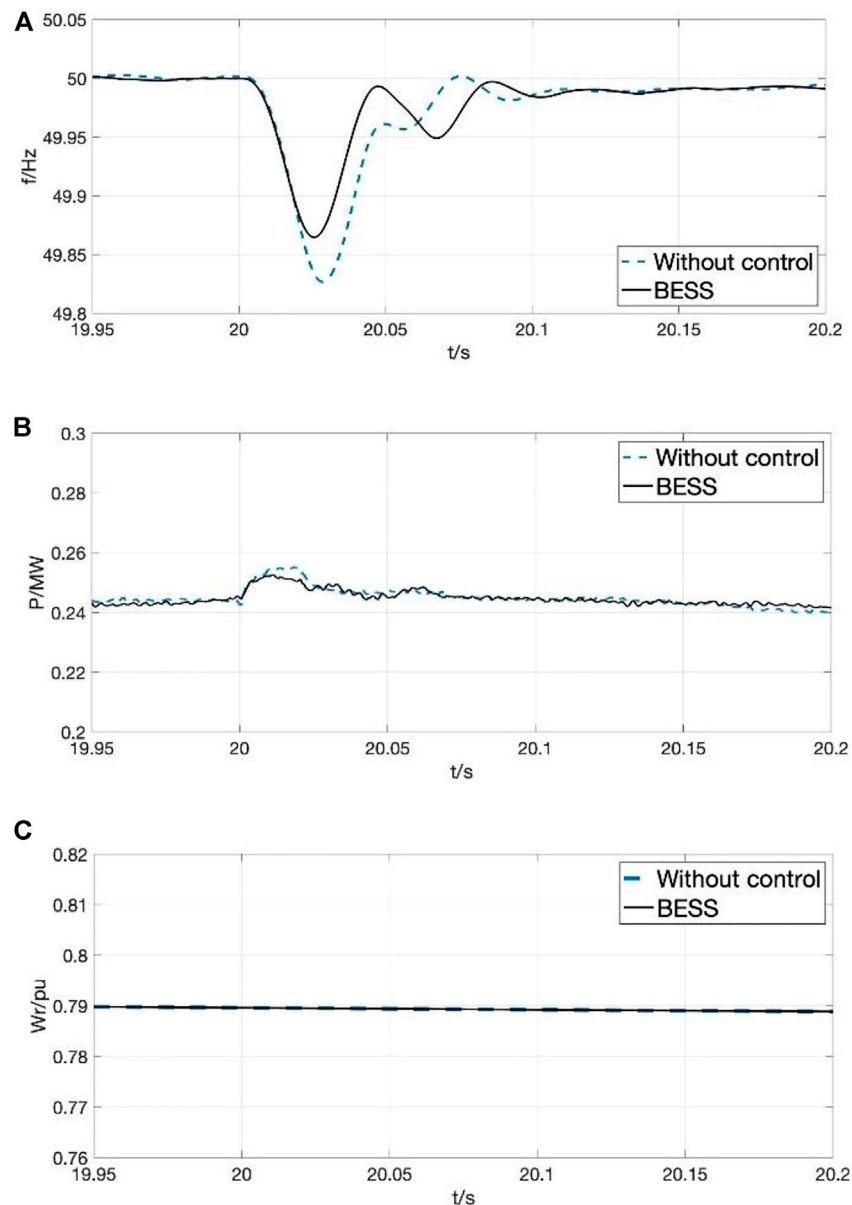 A
50.05
50
49.95
49.9
49.85
49.8
f/Hz
Without control
BESS
19.95 20 20.05 20.1 20.15 20.2
t/s
B
0.3
0.28
0.26
0.24
0.22
0.2
P/MW
Without control
BESS
19.95 20 20.05 20.1 20.15 20.2
t/s
C
0.82
0.81
0.8
0.79
0.78
0.77
0.76
Wr/pu
Without control
BESS
19.95 20 20.05 20.1 20.15 20.2
t/s